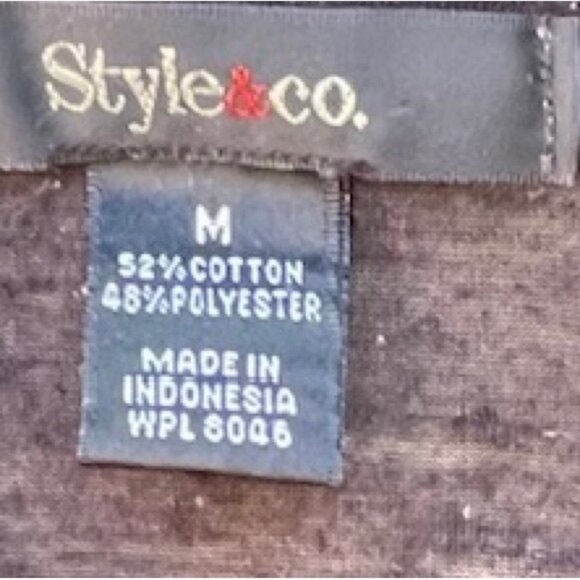 Style&co.
M
52%COTTON
48%POLYESTER
MADE IN
INDONESIA
WPL 8046